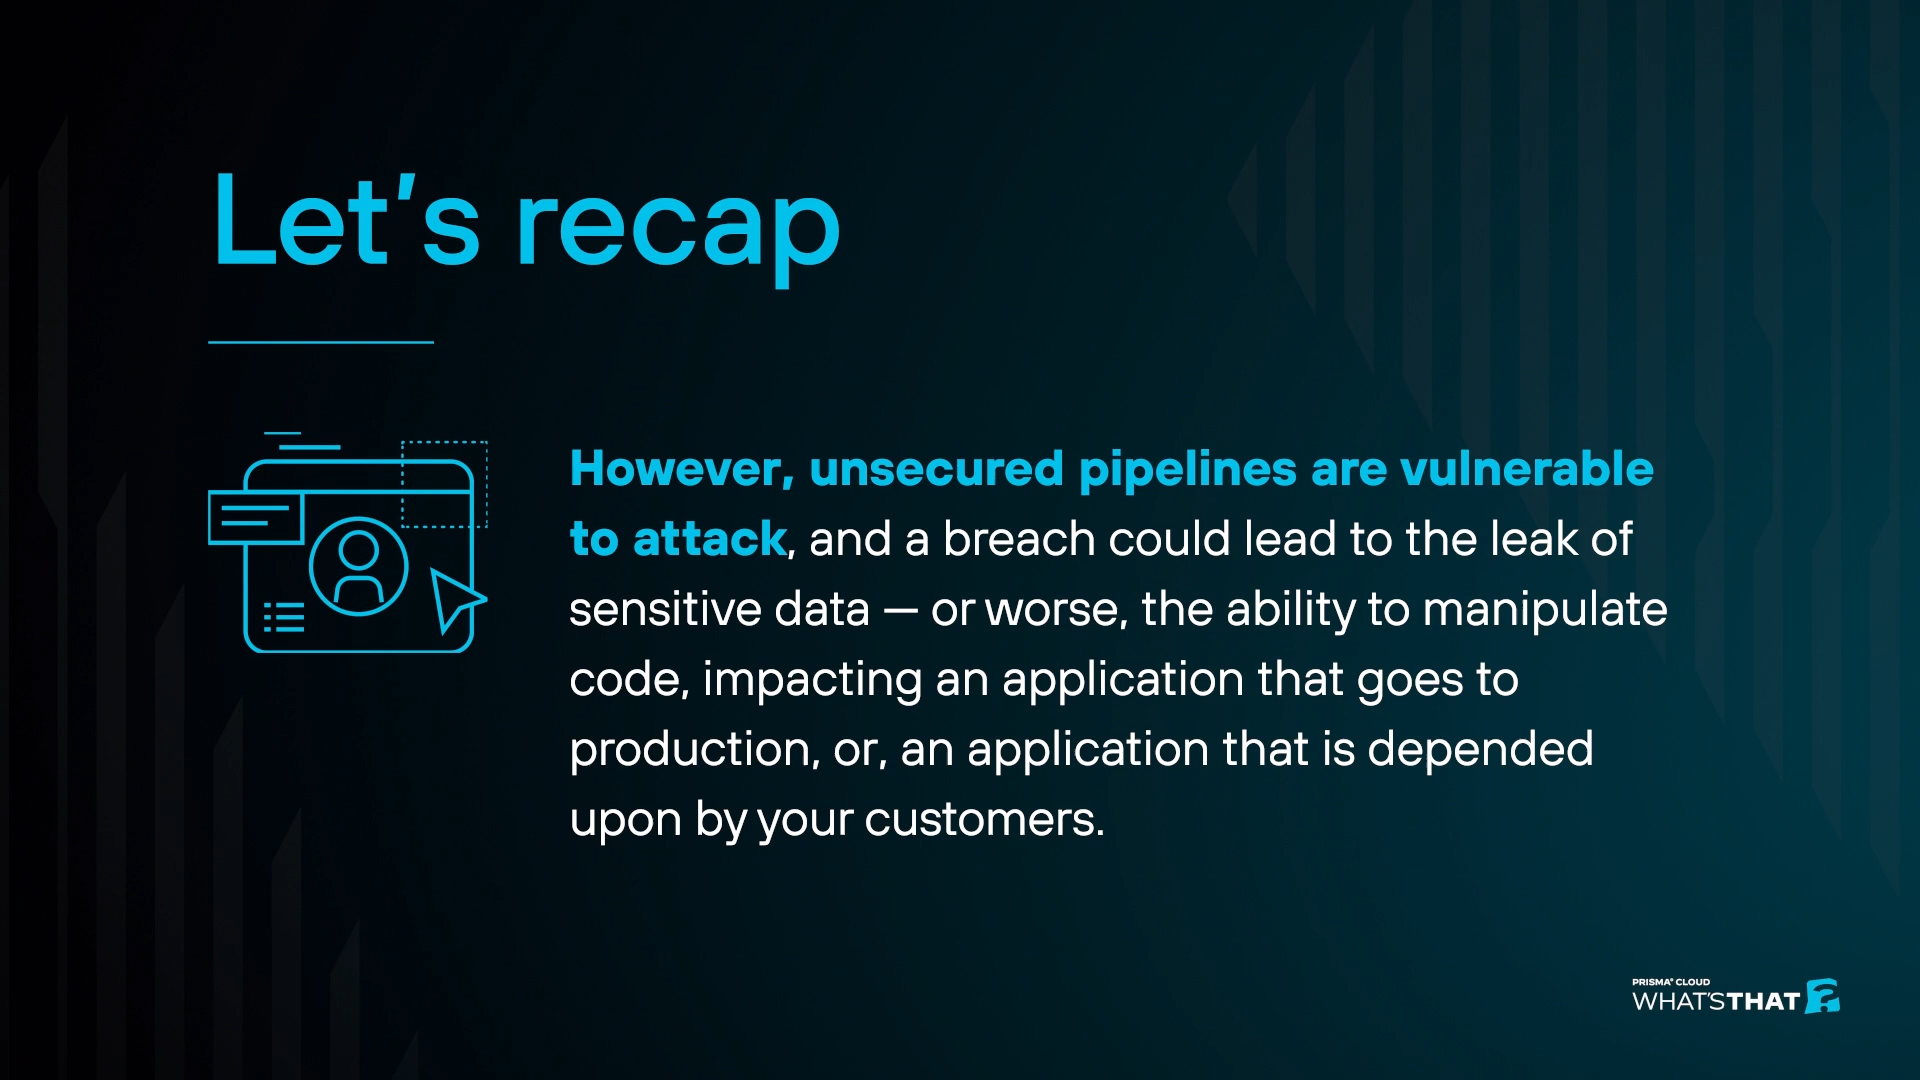 Let's recap
However, unsecured pipelines are vulnerable
to attack, and a breach could lead to the leak of
sensitive data — or worse, the ability to manipulate
code, impacting an application that goes to
production, or, an application that is depended
upon by your customers.
PRISMA® CLOUD
WHAT'STHAT?